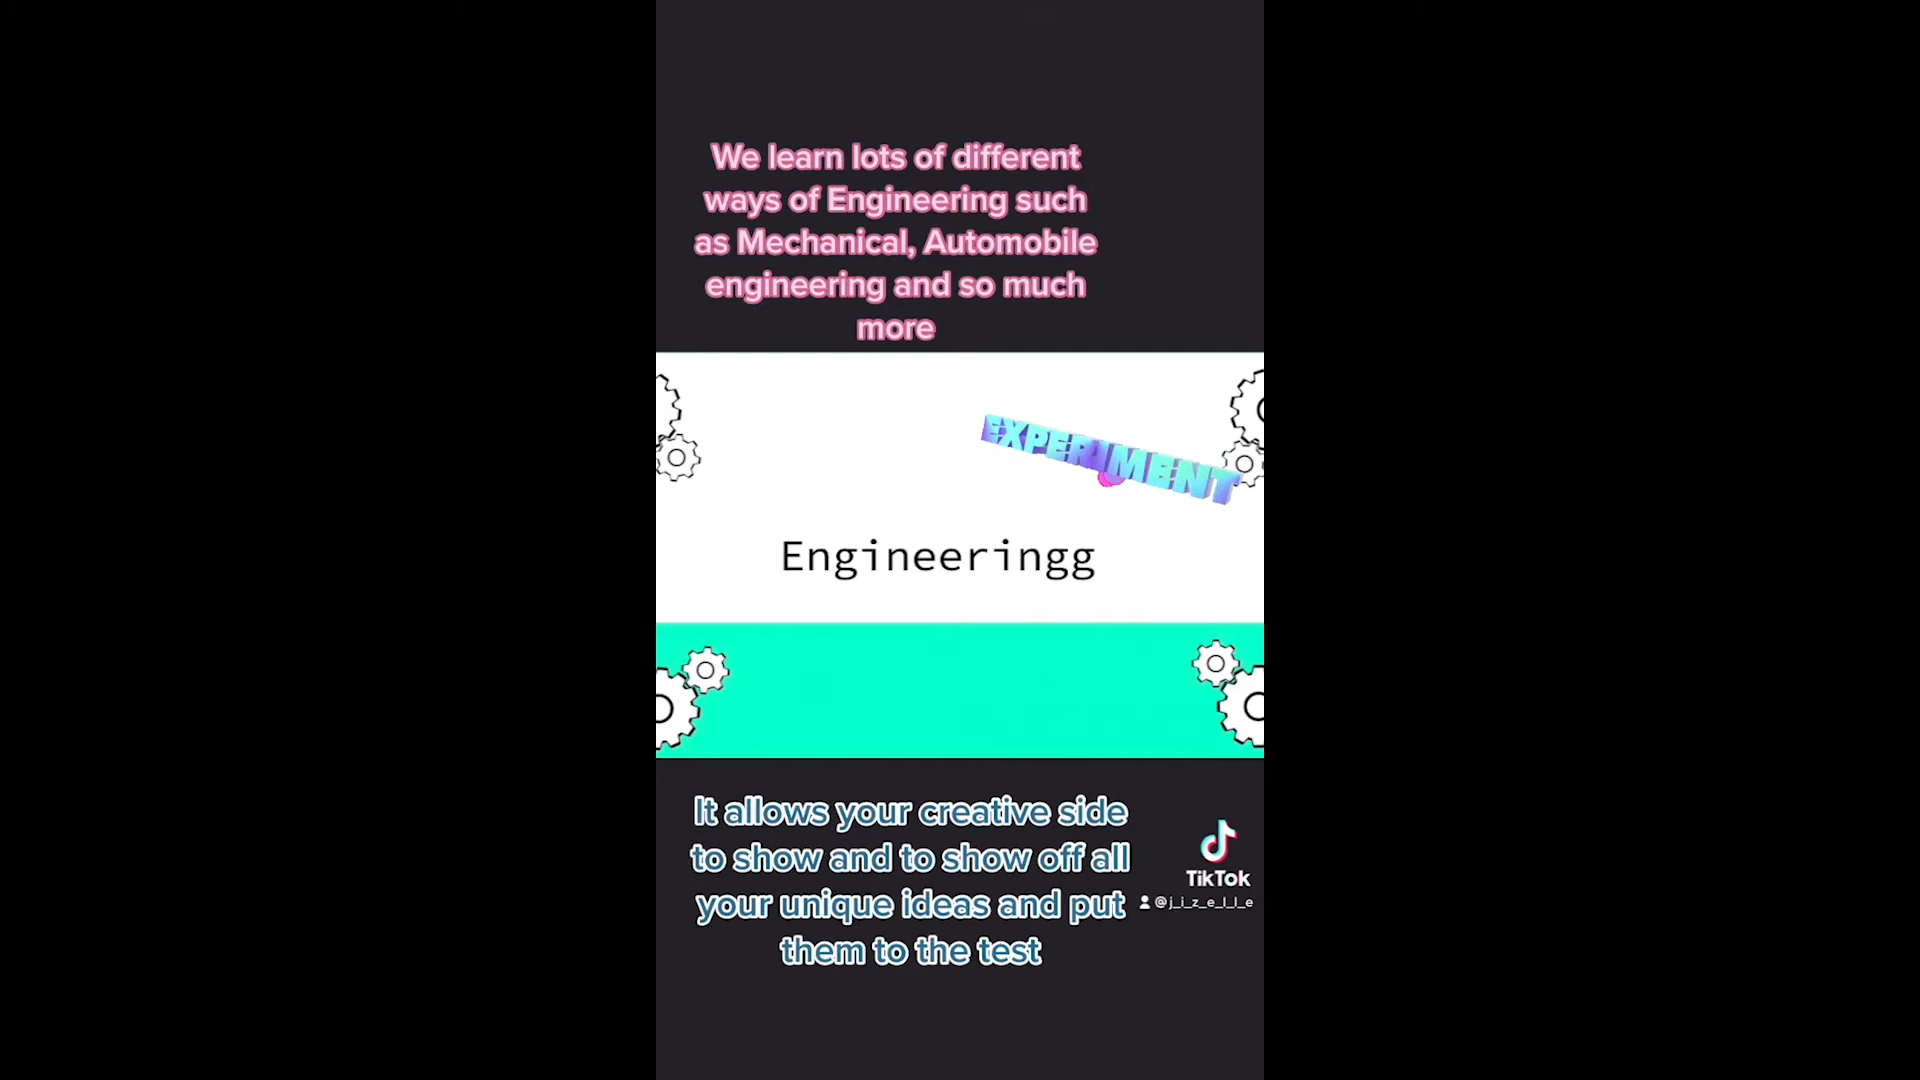 We learn lots of different
ways of Engineering such
as Mechanical, Automobile
engineering and so much
more
EXPERIMENT
Engineeringg
It allows your creative side
to show and to show off all
your unique ideas and put
them to the test
TikTok
@j_i_z_e_l_l_e